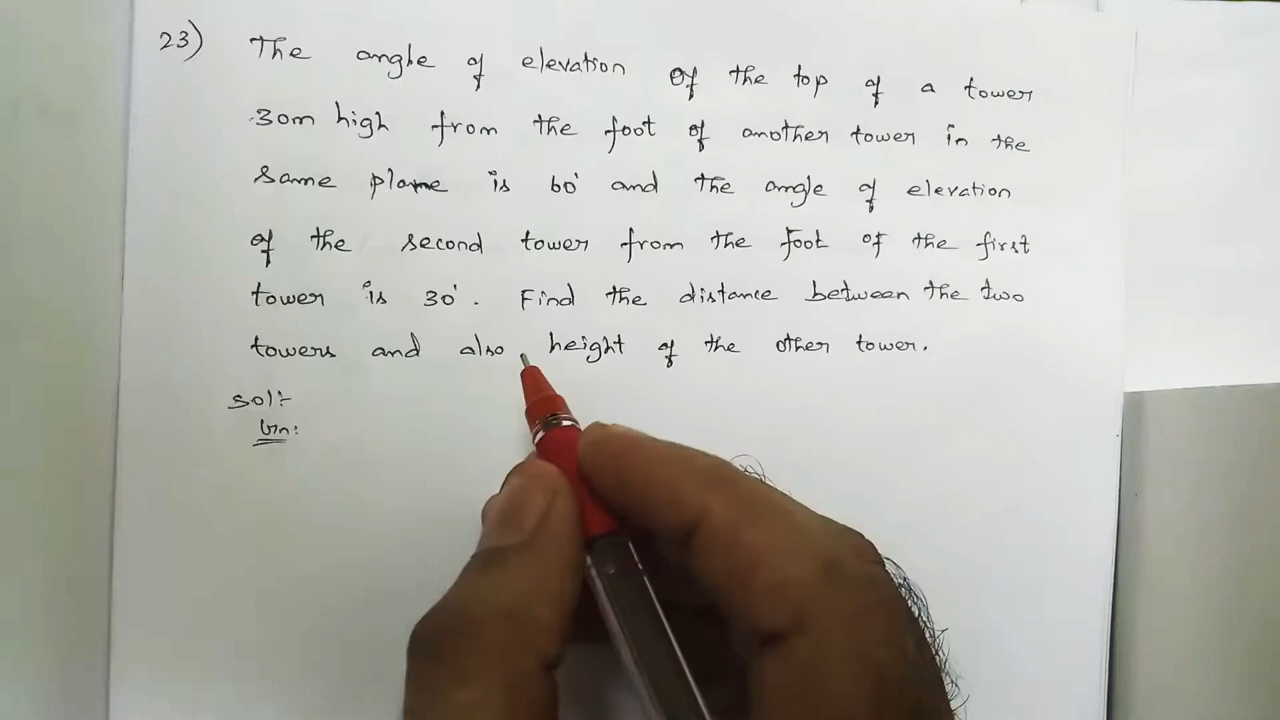 23) The angle of elevation of the top of a tower
30m high from the foot of another tower in the
same plane is 60° and the angle of elevation
of the second tower from the foot of the first
tower is 30°. Find the distance between the two
towers and also height of the other tower.
Sol:-
Gn: